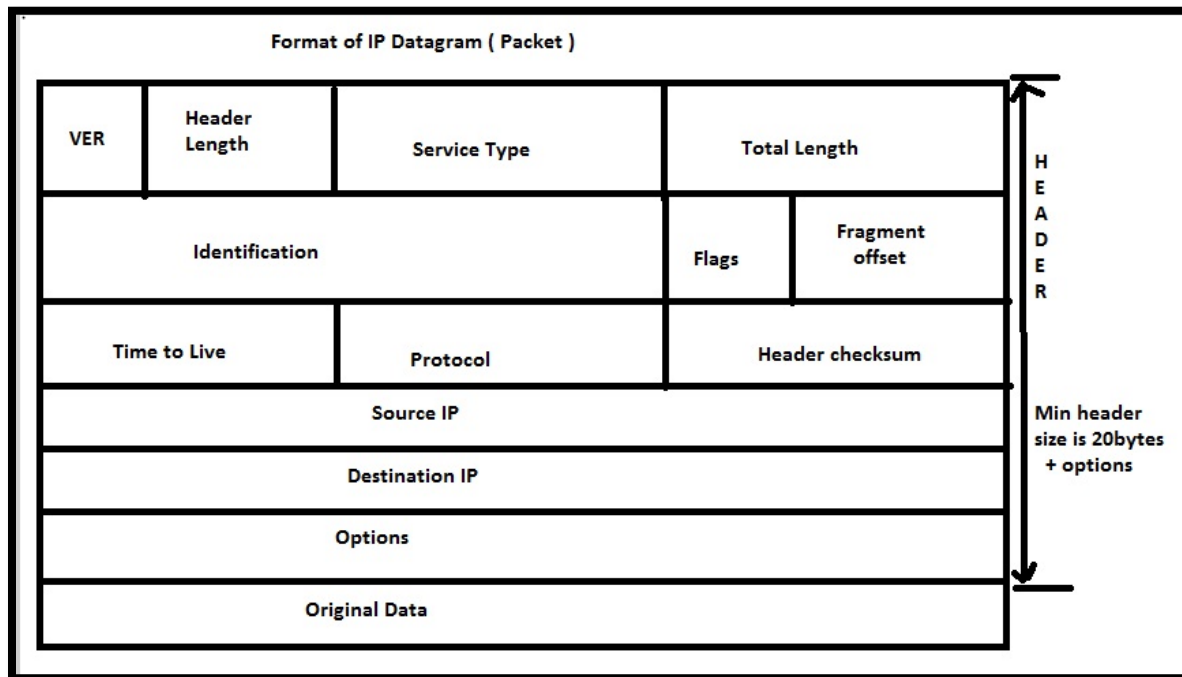 Format of IP Datagram ( Packet )
VER
Header
Length
Service Type
Total Length
Identification
Flags
Fragment
offset
Time to Live
Protocol
Header checksum
Source IP
Destination IP
Options
Original Data
H
E
A
D
E
R
Min header
size is 20bytes
+ options